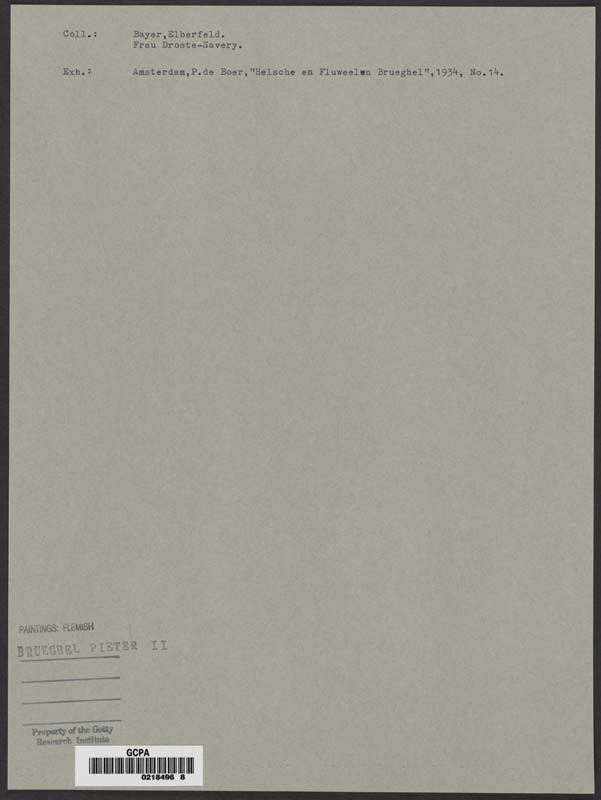 Coll.: Bayer,Elberfeld.
Frau Droste-Savery.
Exh.: Amsterdam,P.de Boer,"Helsche en Fluweelen Brueghel",1934, No.14.
PAINTINGS: FLEMISH
BRUEGHEL PIETER II
Property of the Getty
Research Institute
GCPA
0218496 8